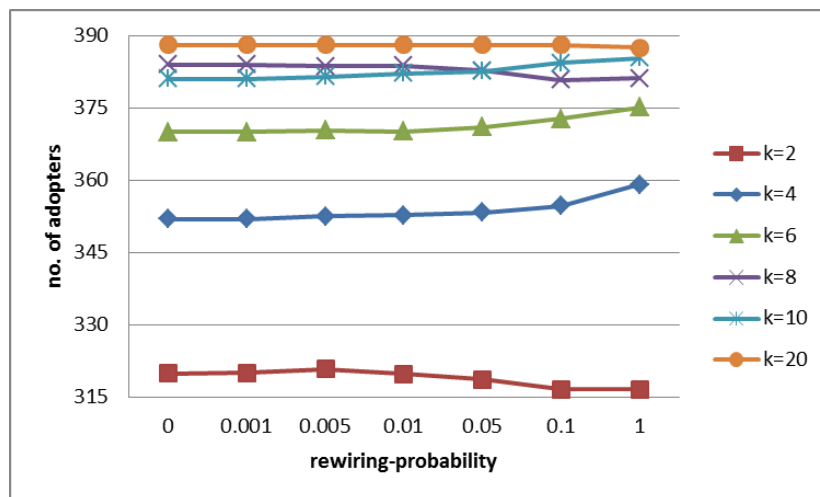 390
375
360
345
330
315
no. of adopters
0 0.001 0.005 0.01 0.05 0.1 1
rewiring-probability
k=2
k=4
k=6
k=8
k=10
k=20